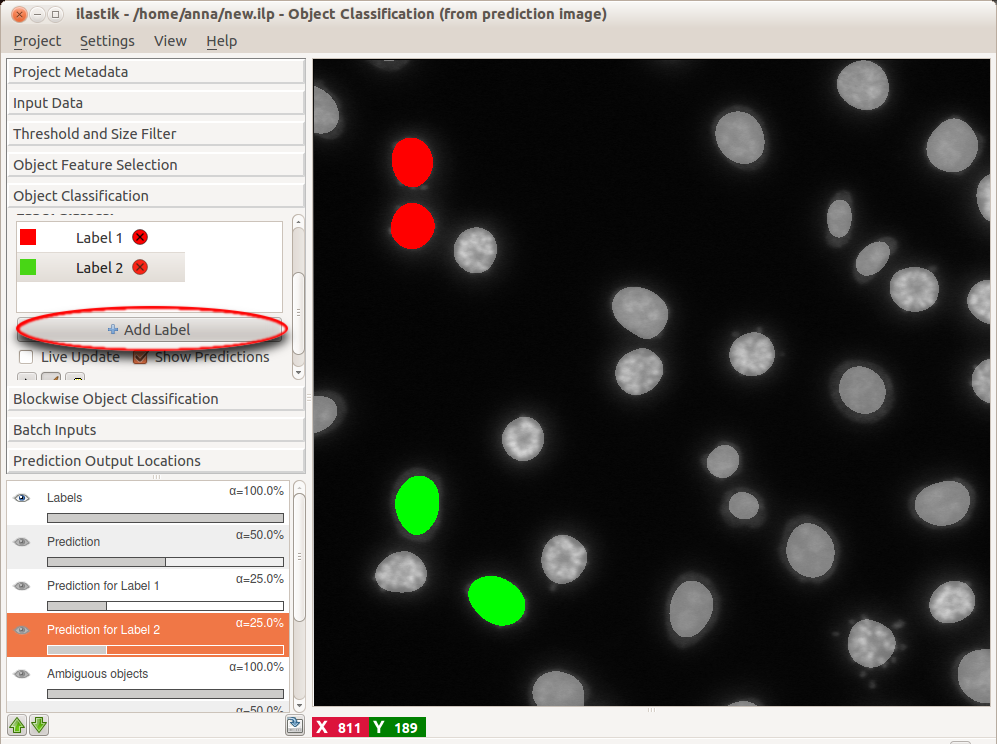 ilastik - /home/anna/new.ilp - Object Classification (from prediction image)
Project Settings View Help
Project Metadata
Input Data
Threshold and Size Filter
Object Feature Selection
Object Classification
Label 1
Label 2
Add Label
Live Update Show Predictions
Blockwise Object Classification
Batch Inputs
Prediction Output Locations
Labels α=100.0%
Prediction α=50.0%
Prediction for Label 1 α=25.0%
Prediction for Label 2 α=25.0%
Ambiguous objects α=100.0%
α=50.0%
X 811 Y 189